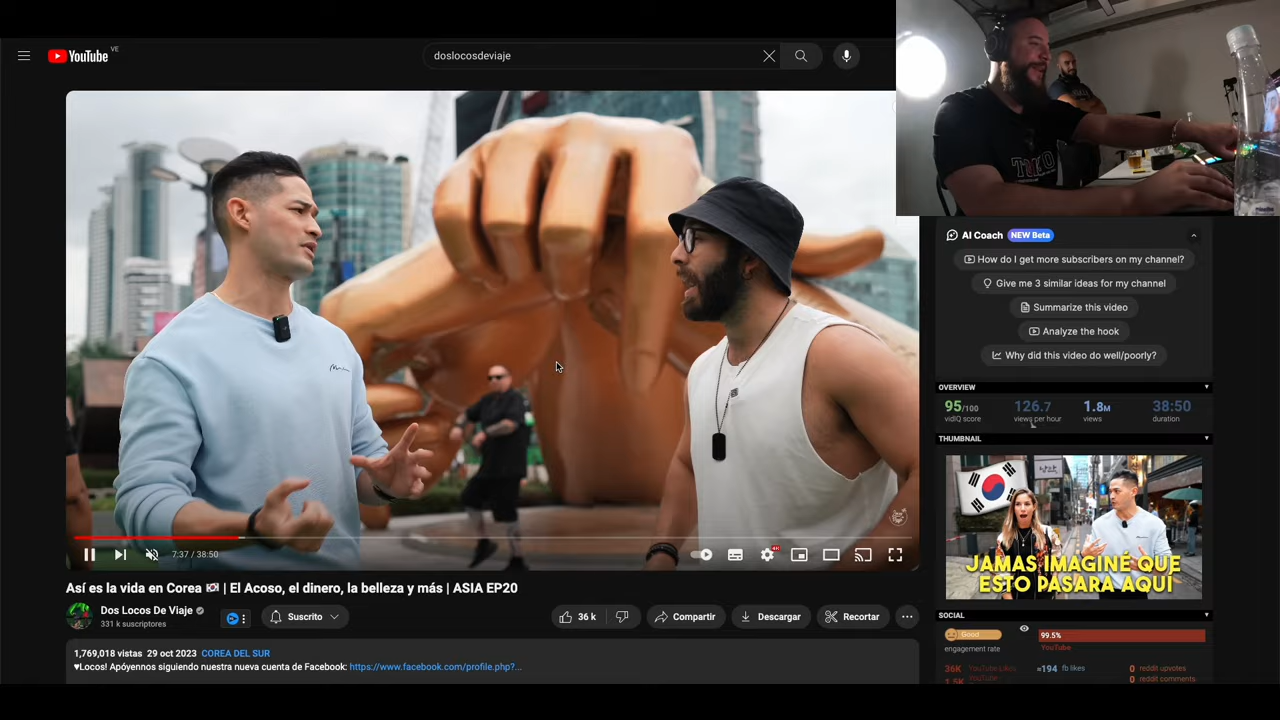 YouTube VE
doslocosdeviaje
7:37 / 38:50
Así es la vida en Corea 🇰🇷 | El Acoso, el dinero, la belleza y más | ASIA EP20
Dos Locos De Viaje
331 k suscriptores
Suscrito
36 k
Compartir
Descargar
Recortar
1,769,018 vistas 29 oct 2023 COREA DEL SUR
♥Locos! Apóyennos siguiendo nuestra nueva cuenta de Facebook: https://www.facebook.com/profile.php?...
AI Coach NEW Beta
How do I get more subscribers on my channel?
Give me 3 similar ideas for my channel
Summarize this video
Analyze the hook
Why did this video do well/poorly?
OVERVIEW
95/100 126.7 1.8M 38:50
vidIQ score views per hour views duration
THUMBNAIL
JAMAS IMAGINÉ QUE
ESTO PASARA AQUÍ
SOCIAL
Good 99.5%
engagement rate YouTube
36K YouTube Likes ≈194 fb likes 0 reddit upvotes
1.5K YouTube 0 reddit comments